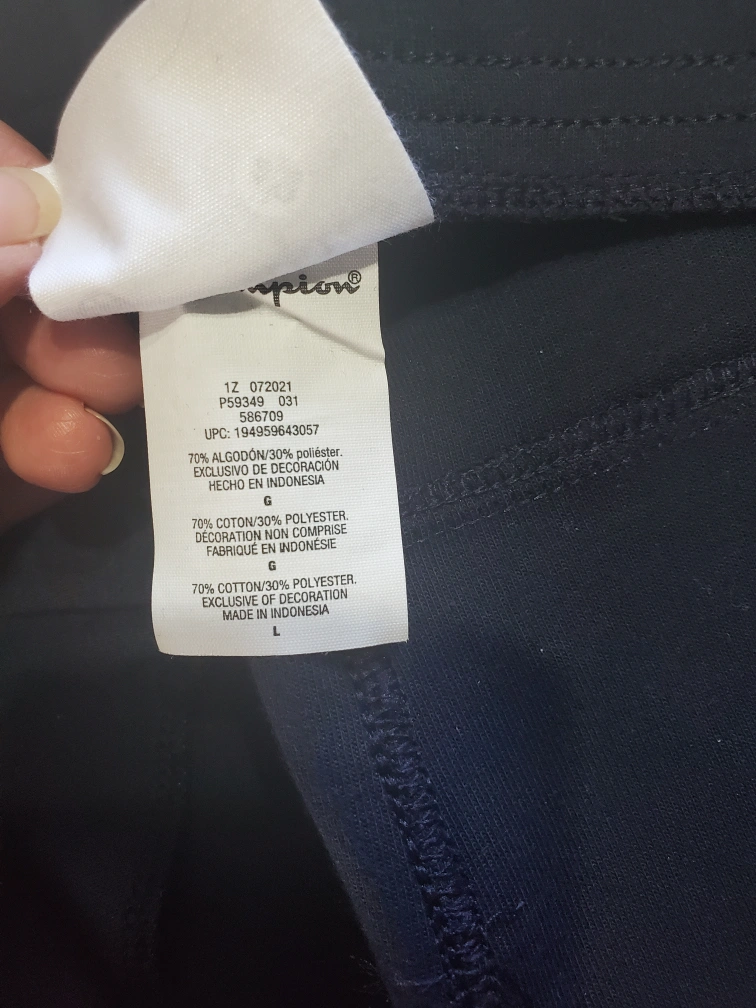 mpion®
1Z 072021
P59349 031
586709
UPC: 194959643057
70% ALGODÓN/30% poliéster.
EXCLUSIVO DE DECORACIÓN
HECHO EN INDONESIA
G
70% COTON/30% POLYESTER.
DÉCORATION NON COMPRISE
FABRIQUÉ EN INDONÉSIE
G
70% COTTON/30% POLYESTER.
EXCLUSIVE OF DECORATION
MADE IN INDONESIA
L